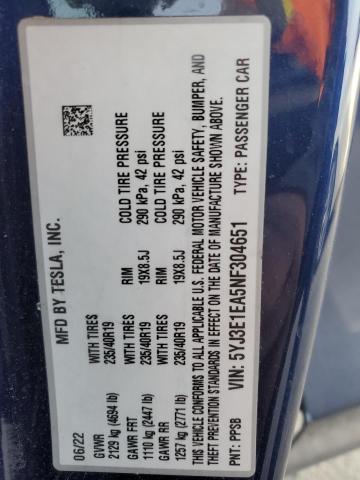 MFD BY TESLA, INC.
06/22
GVWR
2129 kg (4694 lb)
GAWR FRT WITH TIRES RIM COLD TIRE PRESSURE
1110 kg (2447 lb) 235/40R19 19X8.5J 290 kPa, 42 psi
GAWR RR WITH TIRES RIM COLD TIRE PRESSURE
1257 kg (2771 lb) 235/40R19 19X8.5J 290 kPa, 42 psi
THIS VEHICLE CONFORMS TO ALL APPLICABLE U.S. FEDERAL MOTOR VEHICLE SAFETY, BUMPER, AND
THEFT PREVENTION STANDARDS IN EFFECT ON THE DATE OF MANUFACTURE SHOWN ABOVE.
VIN: 5YJ3E1EA5NF304651
PNT: PPSB TYPE: PASSENGER CAR